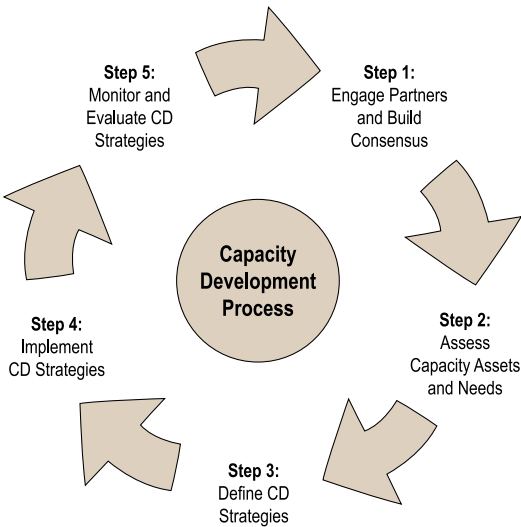 Capacity
Development
Process
Step 1:
Engage Partners
and Build
Consensus
Step 2:
Assess
Capacity Assets
and Needs
Step 3:
Define CD
Strategies
Step 4:
Implement
CD Strategies
Step 5:
Monitor and
Evaluate CD
Strategies